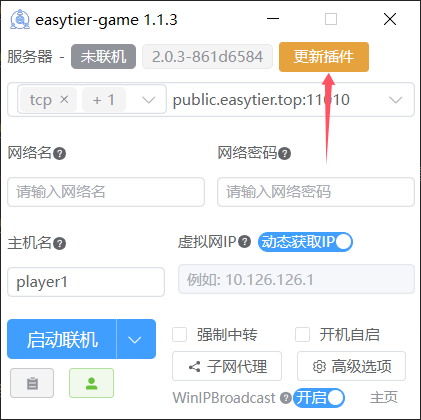 easytier-game 1.1.3
服务器 - 未联机 2.0.3-861d6584 更新插件
tcp × + 1 public.easytier.top:11010
网络名 ? 网络密码 ?
请输入网络名 请输入网络密码
主机名 ? 虚拟网IP ? 动态获取IP
player1 例如: 10.126.126.1
启动联机 强制中转 开机自启
子网代理 高级选项
WinIPBroadcast ? 开启 主页